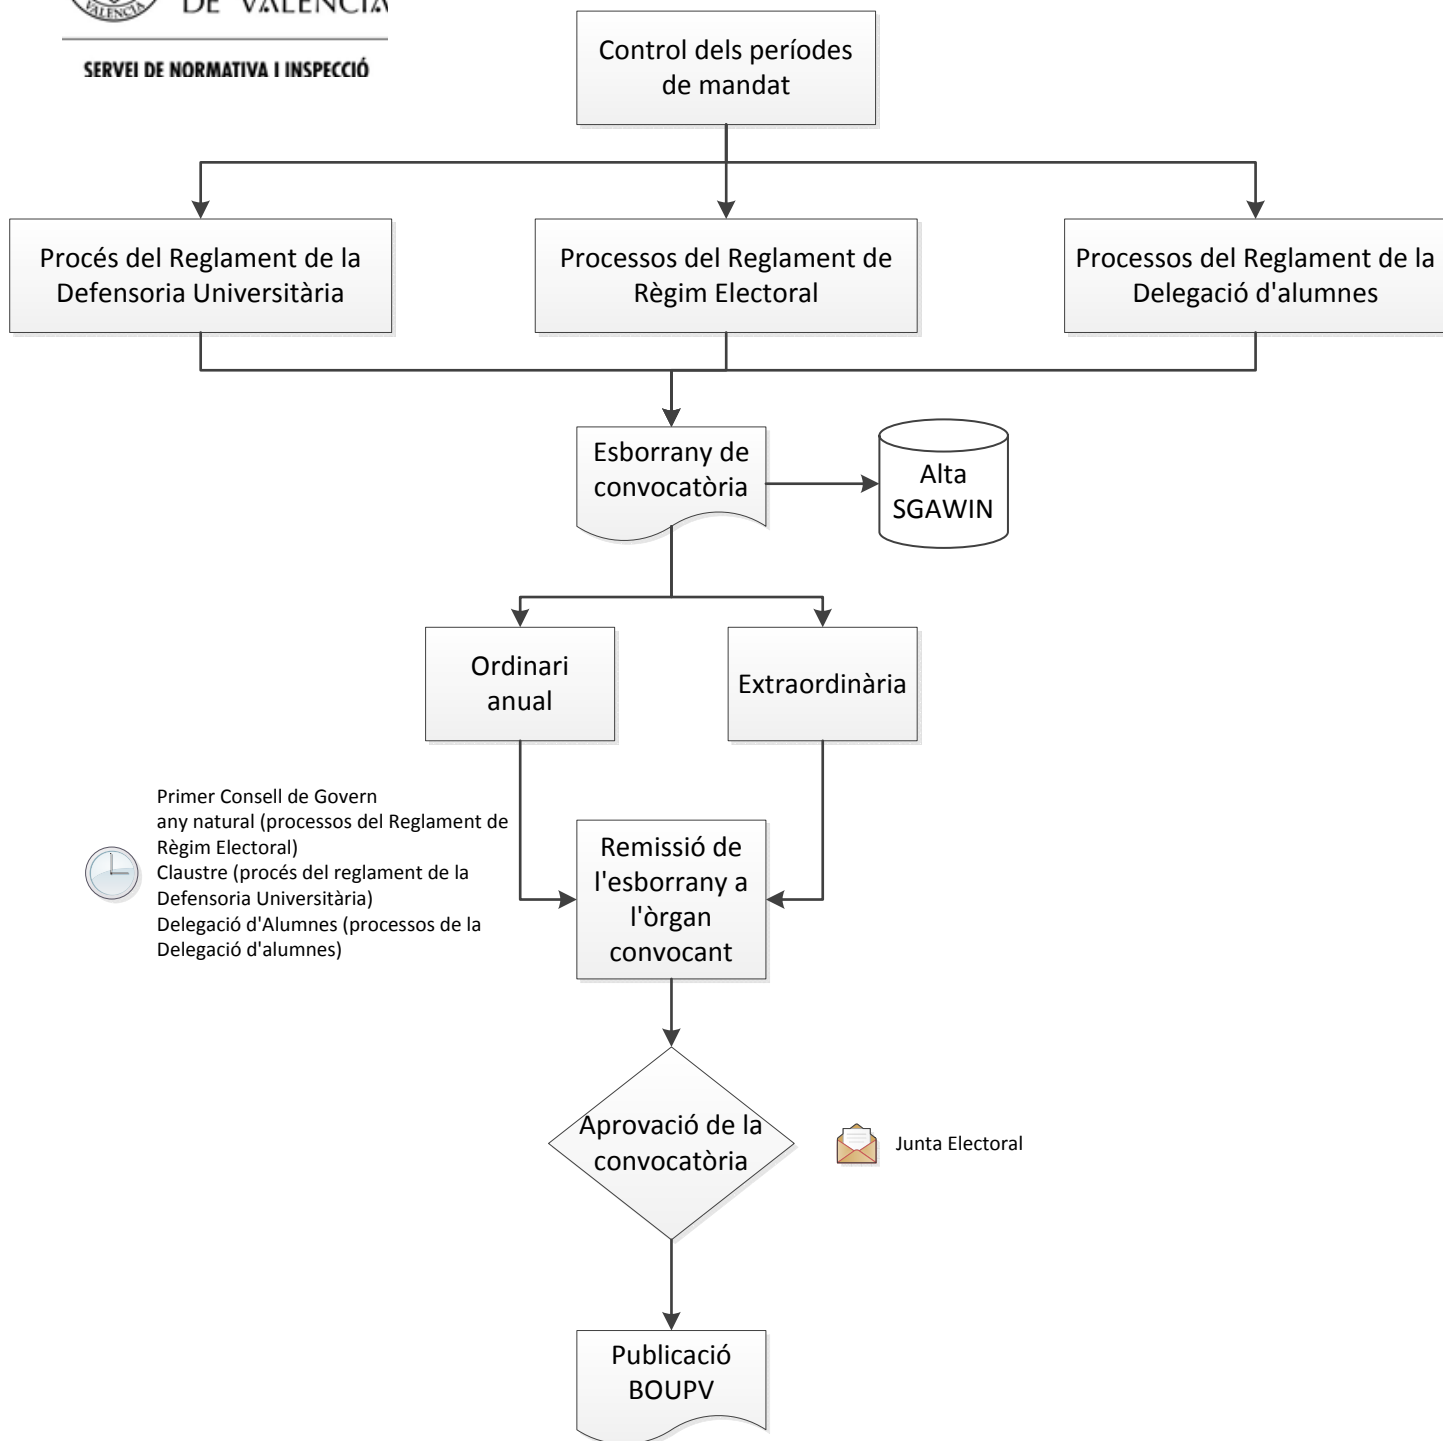 VALENCIA
DE VALÈNCIA
SERVEI DE NORMATIVA I INSPECCIÓ
Control dels períodes
de mandat
Procés del Reglament de la
Defensoria Universitària
Processos del Reglament de
Règim Electoral
Processos del Reglament de la
Delegació d'alumnes
Esborrany de
convocatòria
Alta
SGAWIN
Ordinari
anual
Extraordinària
Primer Consell de Govern
any natural (processos del Reglament de
Règim Electoral)
Claustre (procés del reglament de la
Defensoria Universitària)
Delegació d'Alumnes (processos de la
Delegació d'alumnes)
Remissió de
l'esborrany a
l'òrgan
convocant
Aprovació de la
convocatòria
Junta Electoral
Publicació
BOUPV